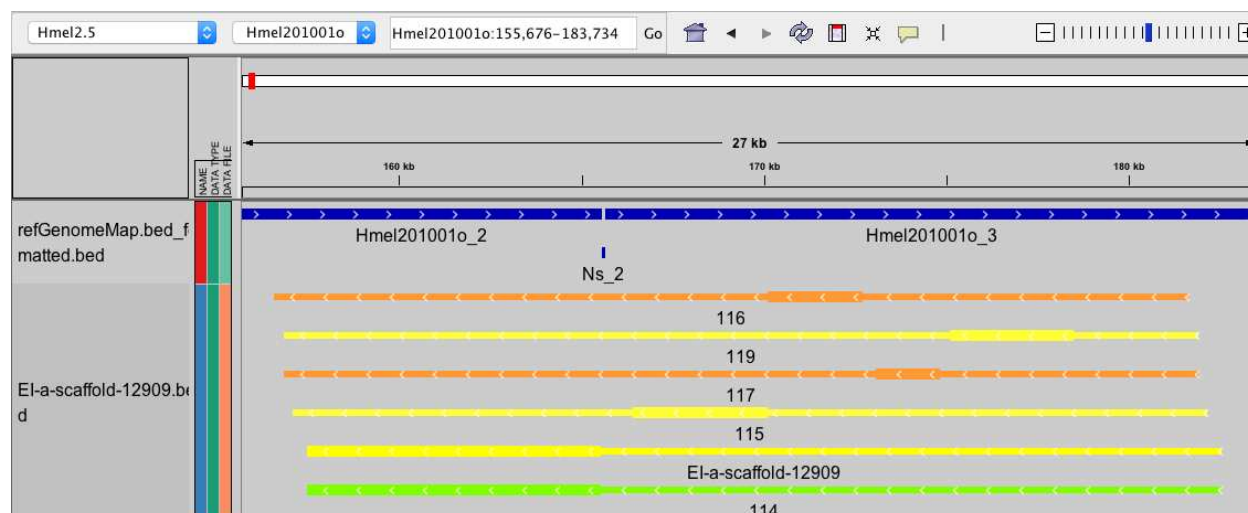 Hmel2.5 Hmel201001o Hmel201001o:155,676-183,734 Go
27 kb
160 kb 170 kb 180 kb
NAME
DATA TYPE
DATA FILE
refGenomeMap.bed_f
matted.bed
Hmel201001o_2 Hmel201001o_3
Ns_2
116
119
EI-a-scaffold-12909.be
d
117
115
EI-a-scaffold-12909
114